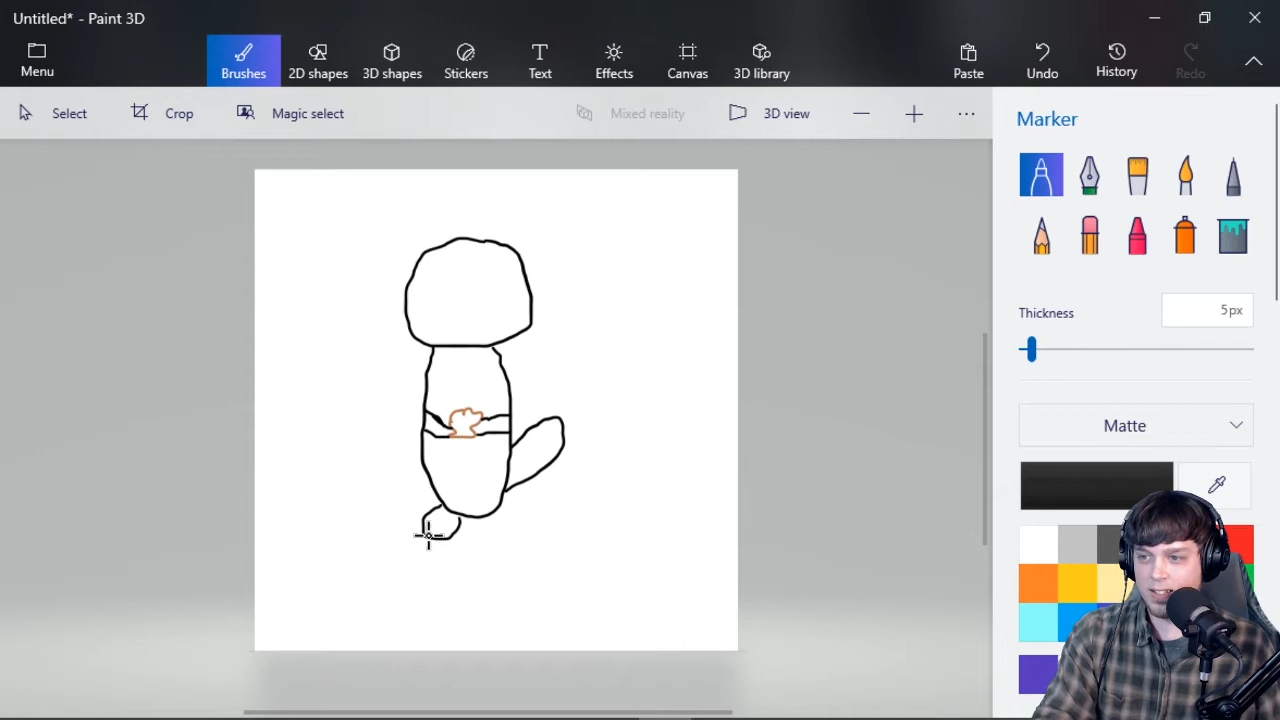 Untitled* - Paint 3D
Menu
Brushes
2D shapes
3D shapes
Stickers
Text
Effects
Canvas
3D library
Paste
Undo
History
Redo
Select
Crop
Magic select
Mixed reality
3D view
Marker
Thickness
5px
Matte